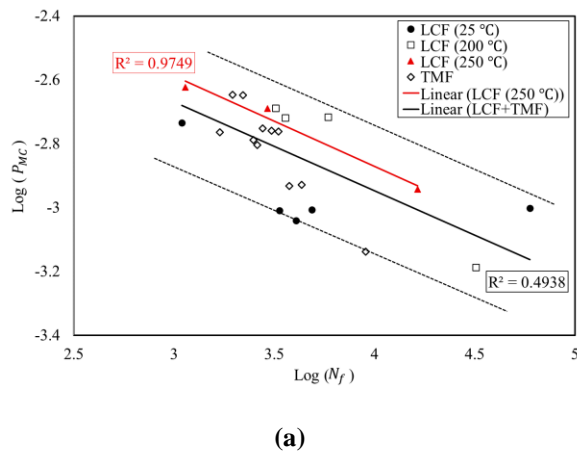 -2.4
-2.6
-2.8
-3
-3.2
-3.4
Log (P_MC)
R² = 0.9749
LCF (25 ℃)
LCF (200 ℃)
LCF (250 ℃)
TMF
Linear (LCF (250 ℃))
Linear (LCF+TMF)
R² = 0.4938
2.5 3 3.5 4 4.5 5
Log (N_f)
(a)